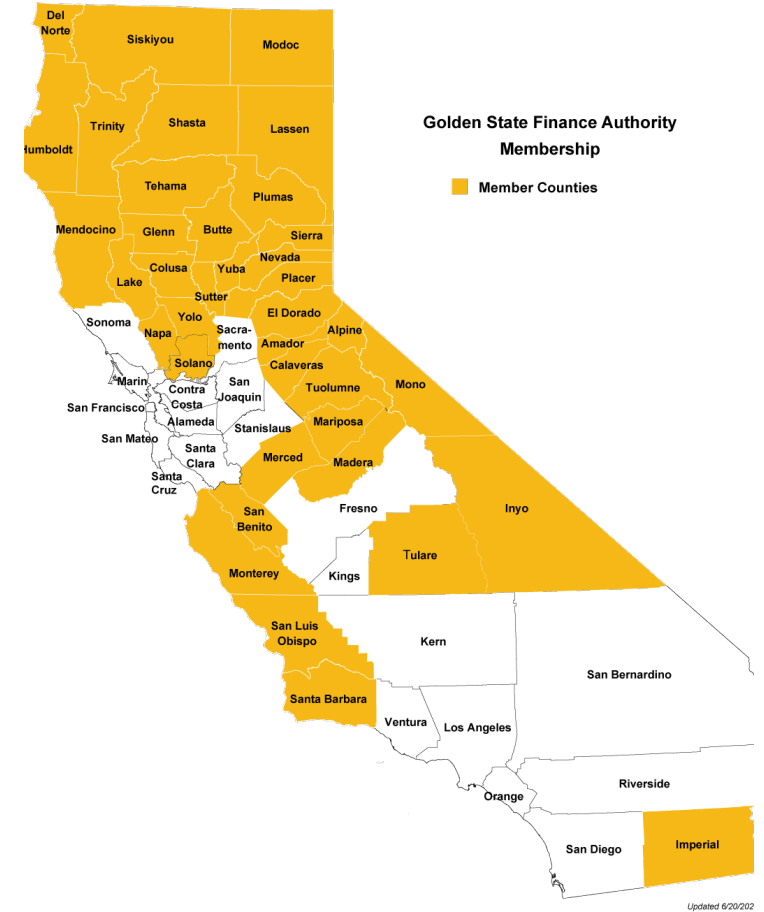 Del
Norte
Siskiyou
Modoc
Golden State Finance Authority
Membership
Member Counties
Trinity
Shasta
Lassen
Humboldt
Tehama
Plumas
Mendocino
Glenn
Butte
Sierra
Nevada
Colusa
Yuba
Placer
Lake
Sutter
El Dorado
Yolo
Sonoma
Napa
Sacra-
mento
Alpine
Amador
Solano
Calaveras
Marin
Contra
Costa
San
Joaquin
Tuolumne
Mono
San Francisco
Alameda
Stanislaus
Mariposa
San Mateo
Santa
Clara
Merced
Madera
Santa
Cruz
Fresno
Inyo
San
Benito
Tulare
Monterey
Kings
San Luis
Obispo
Kern
San Bernardino
Santa Barbara
Ventura
Los Angeles
Riverside
Orange
San Diego
Imperial
Updated 6/20/202